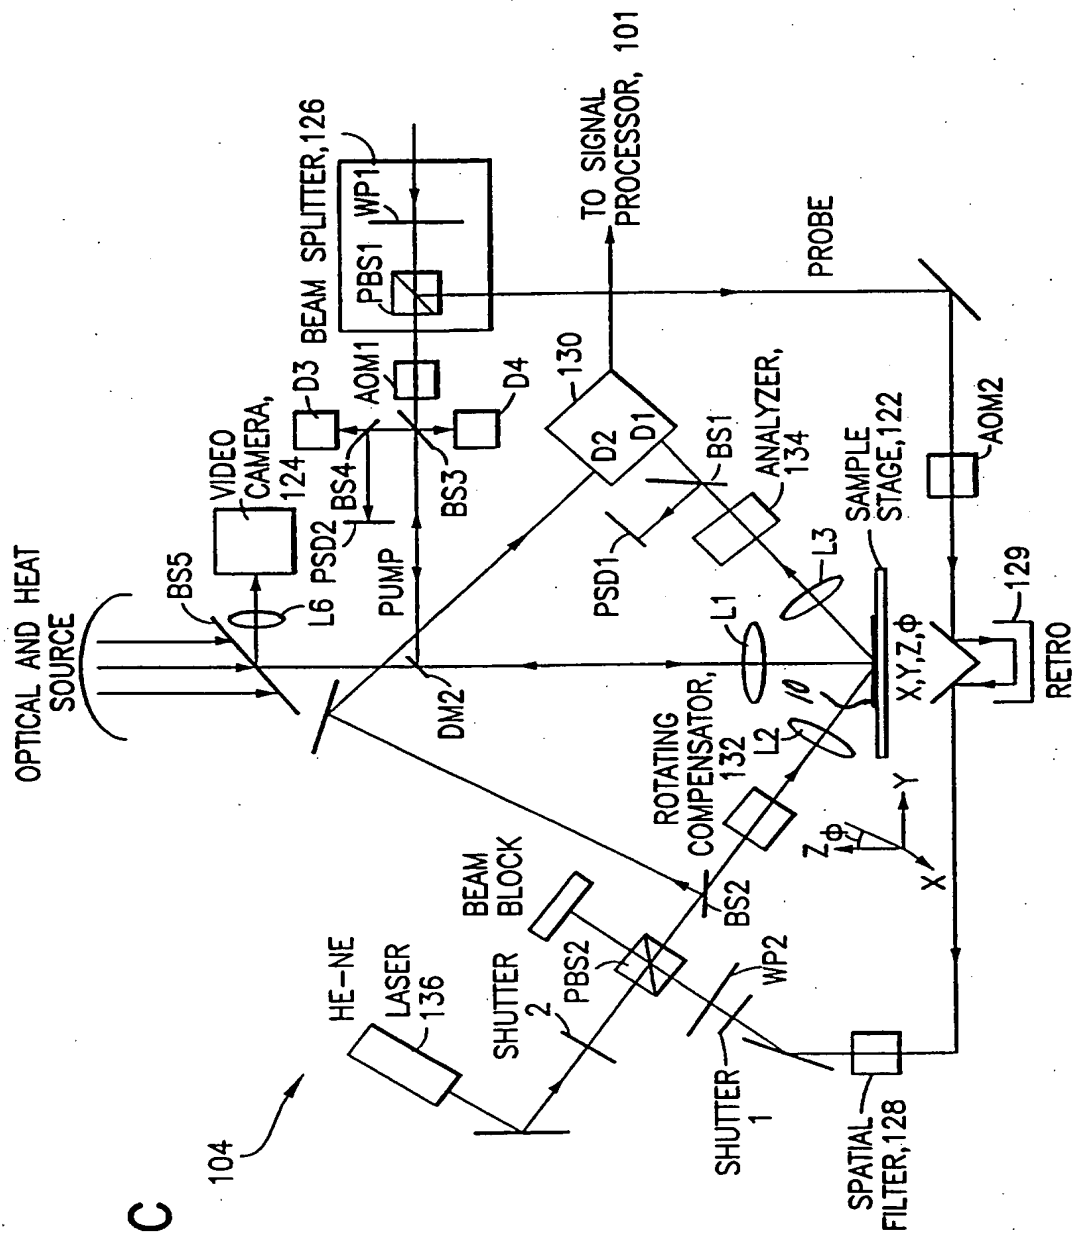 C
104
HE-NE
LASER
136
SHUTTER
2
BEAM
BLOCK
PBS2
SHUTTER
1
WP2
SPATIAL
FILTER,128
BS2
ROTATING
COMPENSATOR,
132
L2
10
L1
X,Y,Z,Φ
Z
Φ
Y
X
RETRO
129
OPTICAL AND HEAT
SOURCE
BS5
L6
VIDEO
CAMERA,
124
DM2
PUMP
PSD2
BS4
D3
BS3
D4
AOM1
BEAM SPLITTER,126
PBS1
WP1
TO SIGNAL
PROCESSOR, 101
130
D2
D1
BS1
PSD1
ANALYZER,
134
L3
SAMPLE
STAGE,122
AOM2
PROBE